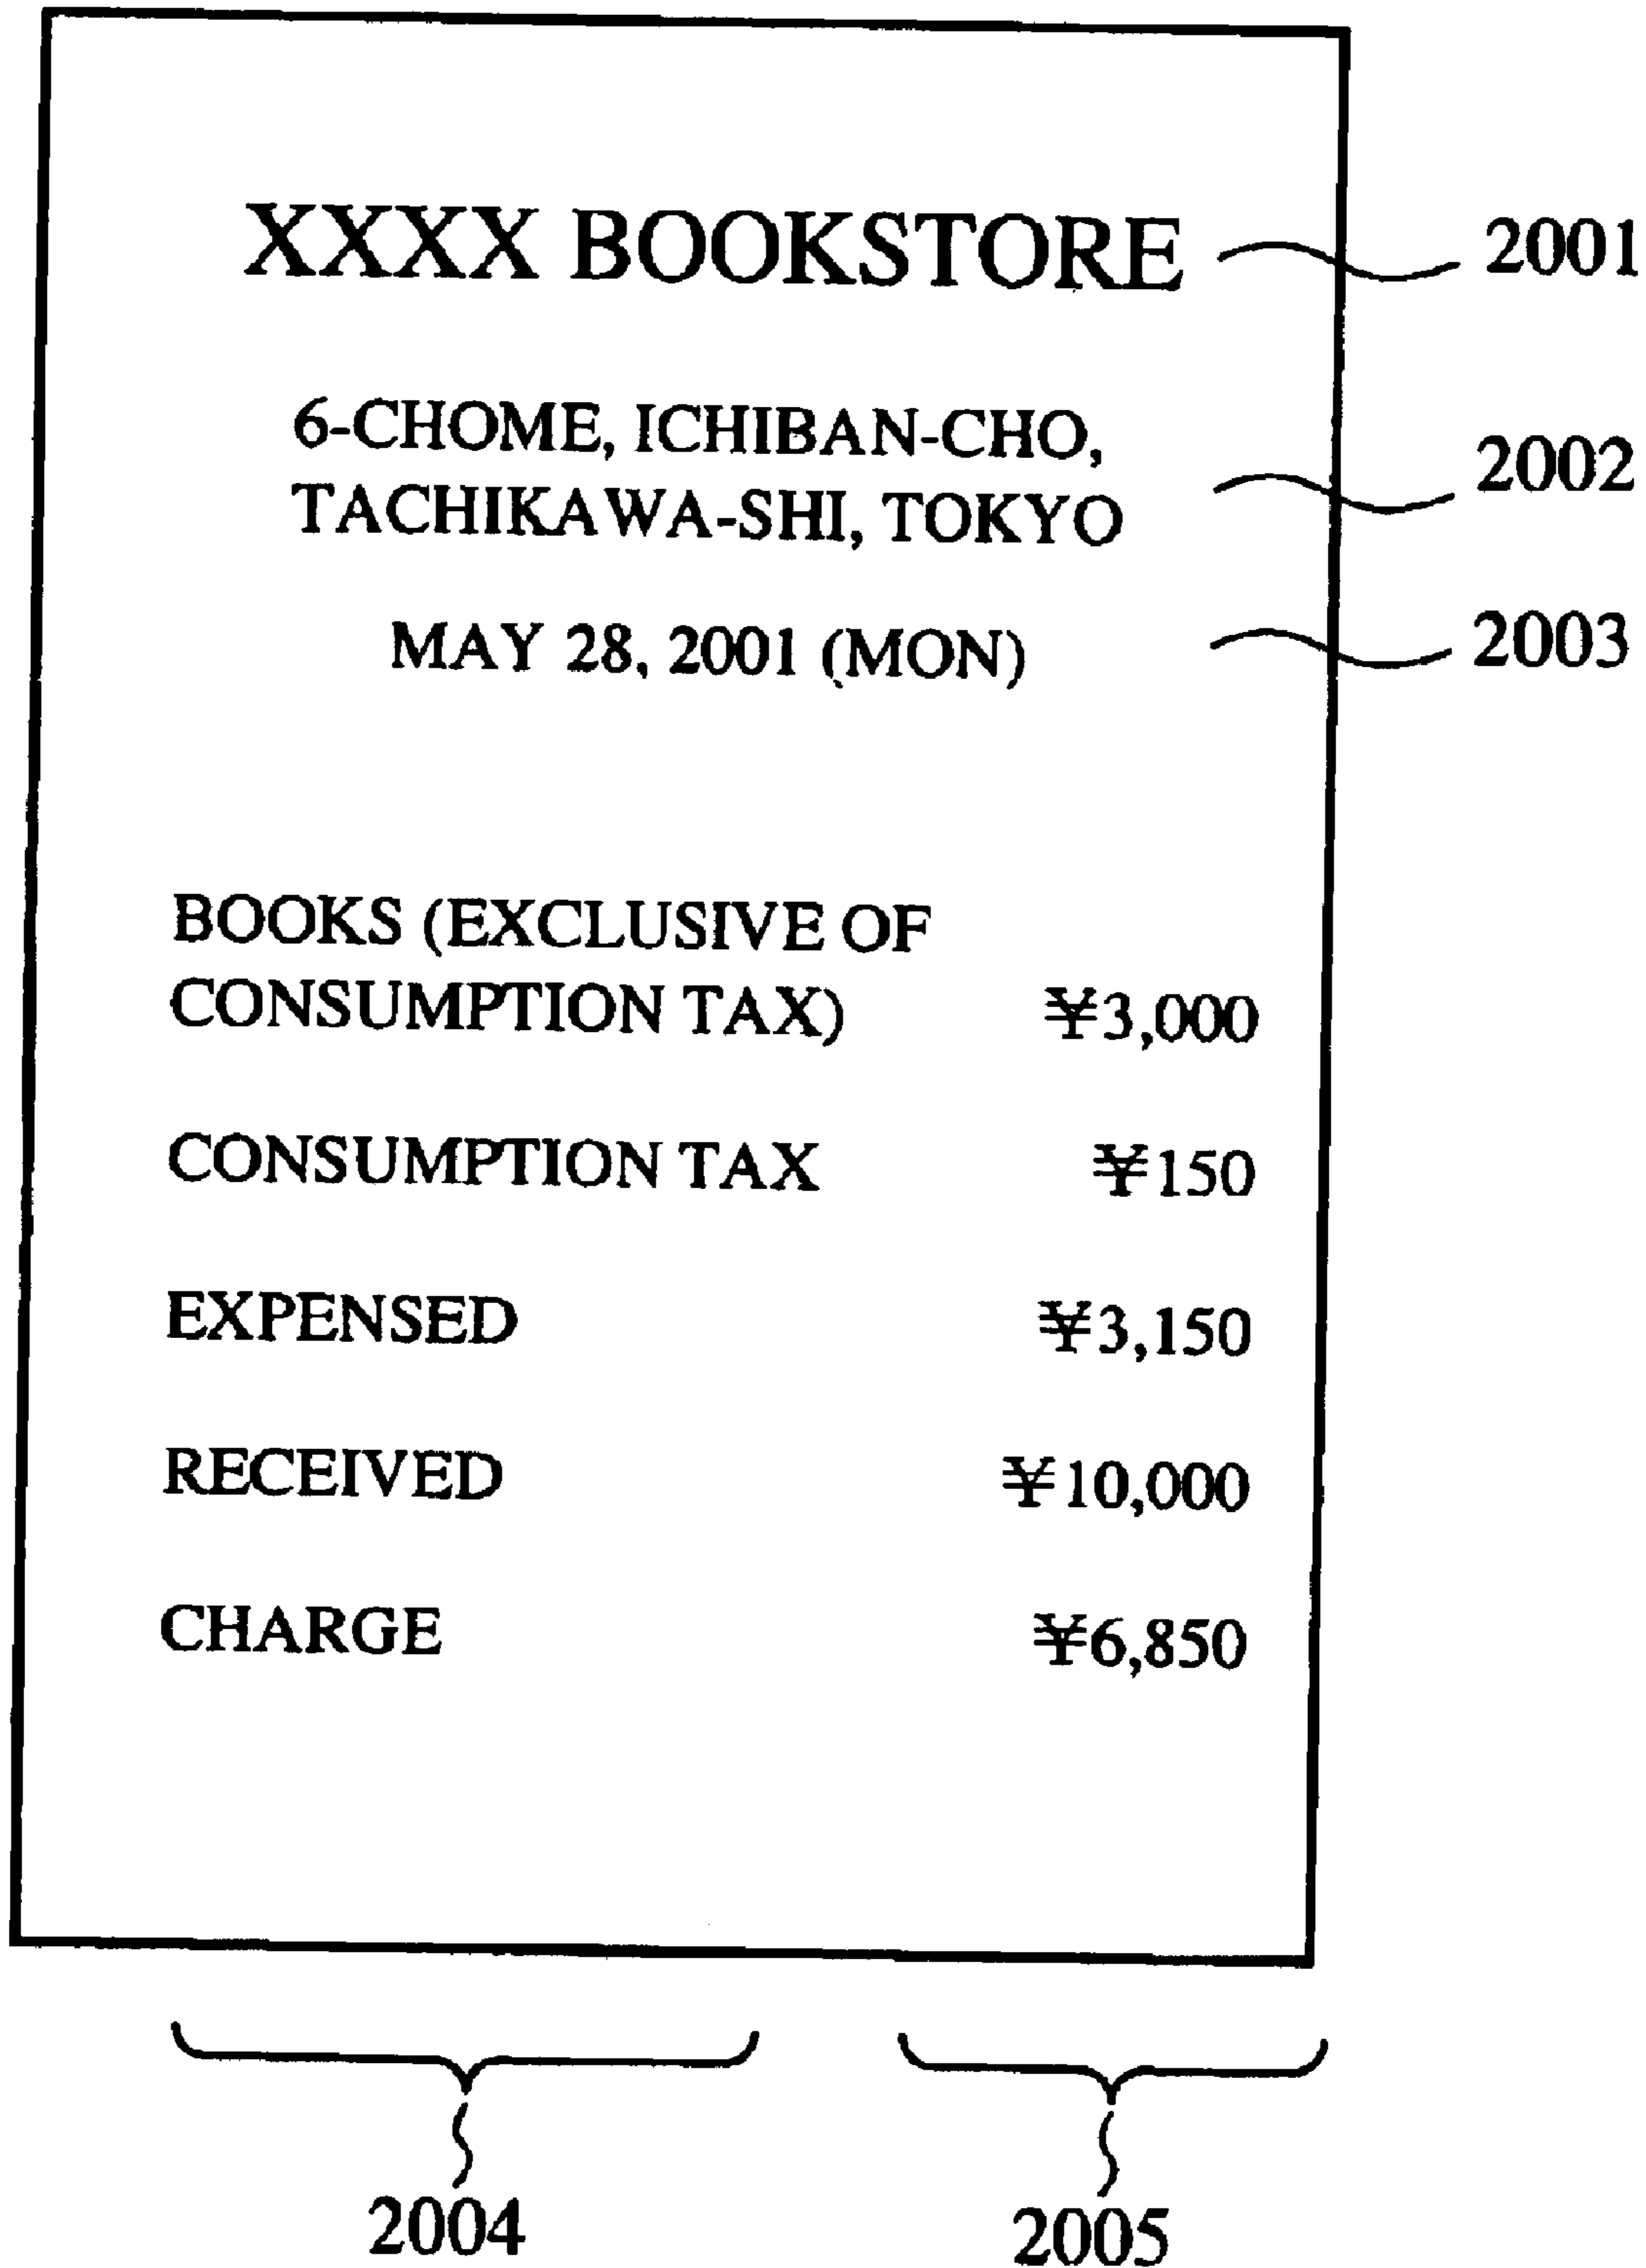 XXXX BOOKSTORE 2001
6-CHOME, ICHIBAN-CHO,
TACHIKAWA-SHI, TOKYO 2002
MAY 28, 2001 (MON) 2003
BOOKS (EXCLUSIVE OF
CONSUMPTION TAX) ¥3,000
CONSUMPTION TAX ¥150
EXPENSED ¥3,150
RECEIVED ¥10,000
CHARGE ¥6,850
2004 2005